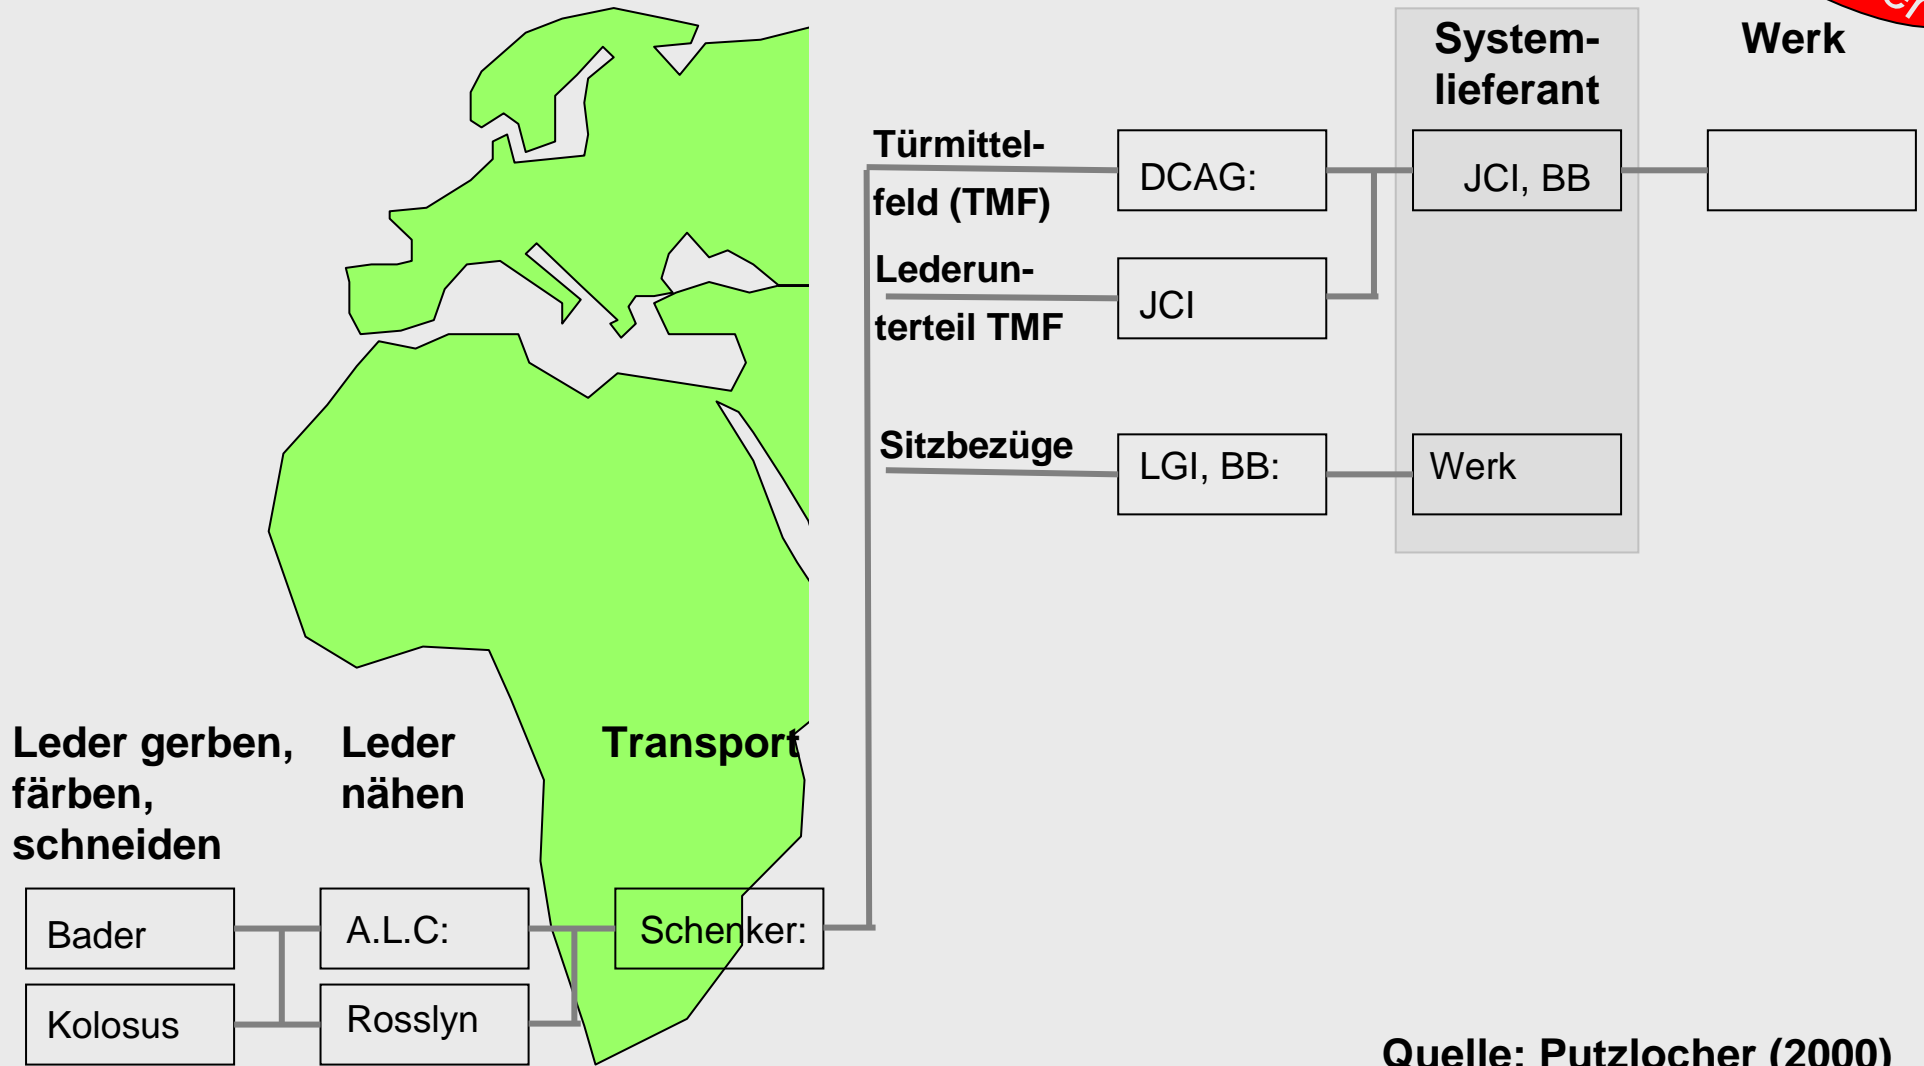 System-
lieferant
Werk
Türmittel-
feld (TMF)
DCAG:
JCI, BB
Lederun-
terteil TMF
JCI
Sitzbezüge
LGI, BB:
Werk
Leder gerben,
färben,
schneiden
Leder
nähen
Transport
Bader
A.L.C:
Schenker:
Kolosus
Rosslyn
Quelle: Putzlocher (2000)